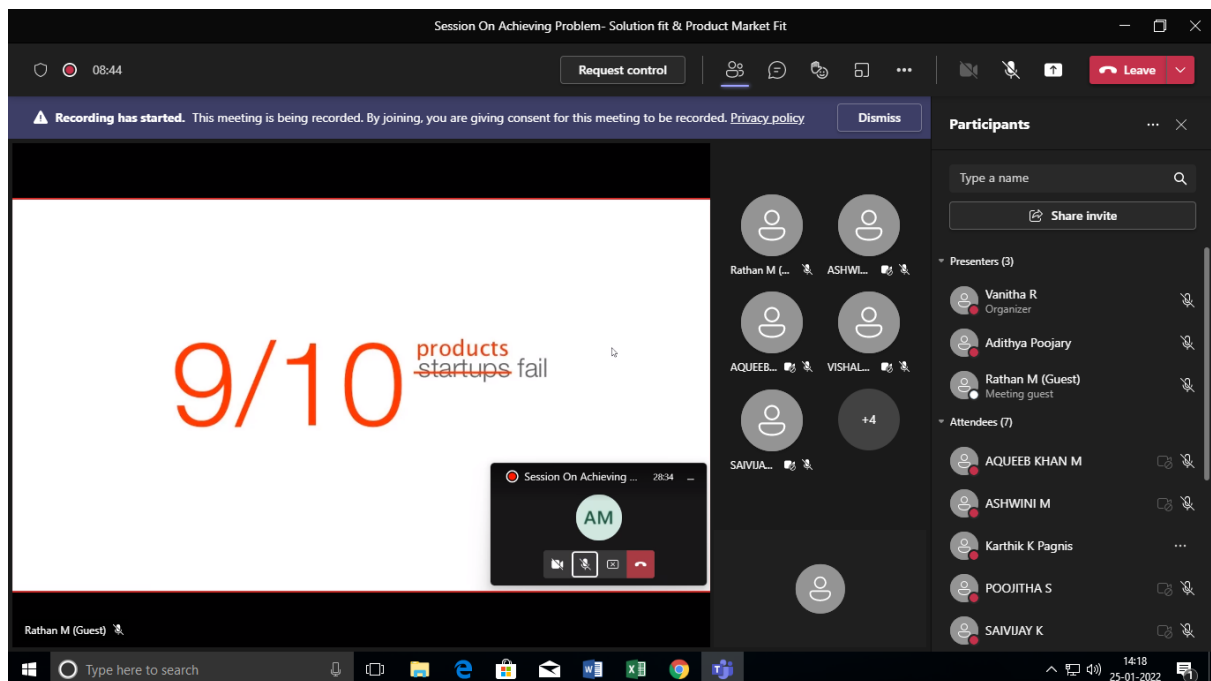 Session On Achieving Problem- Solution fit & Product Market Fit
08:44
Request control
Leave
Recording has started. This meeting is being recorded. By joining, you are giving consent for this meeting to be recorded. Privacy policy
Dismiss
9/10
products
startups fail
Session On Achieving ... 28:34
AM
Rathan M (Guest)
Rathan M (... ASHWI...
AQUEEB... VISHAL...
+4
SAIVIJA...
Participants
Type a name
Share invite
Presenters (3)
Vanitha R
Organizer
Adithya Poojary
Rathan M (Guest)
Meeting guest
Attendees (7)
AQUEEB KHAN M
ASHWINI M
Karthik K Pagnis
POOJITHA S
SAIVIJAY K
Type here to search
14:18
25-01-2022